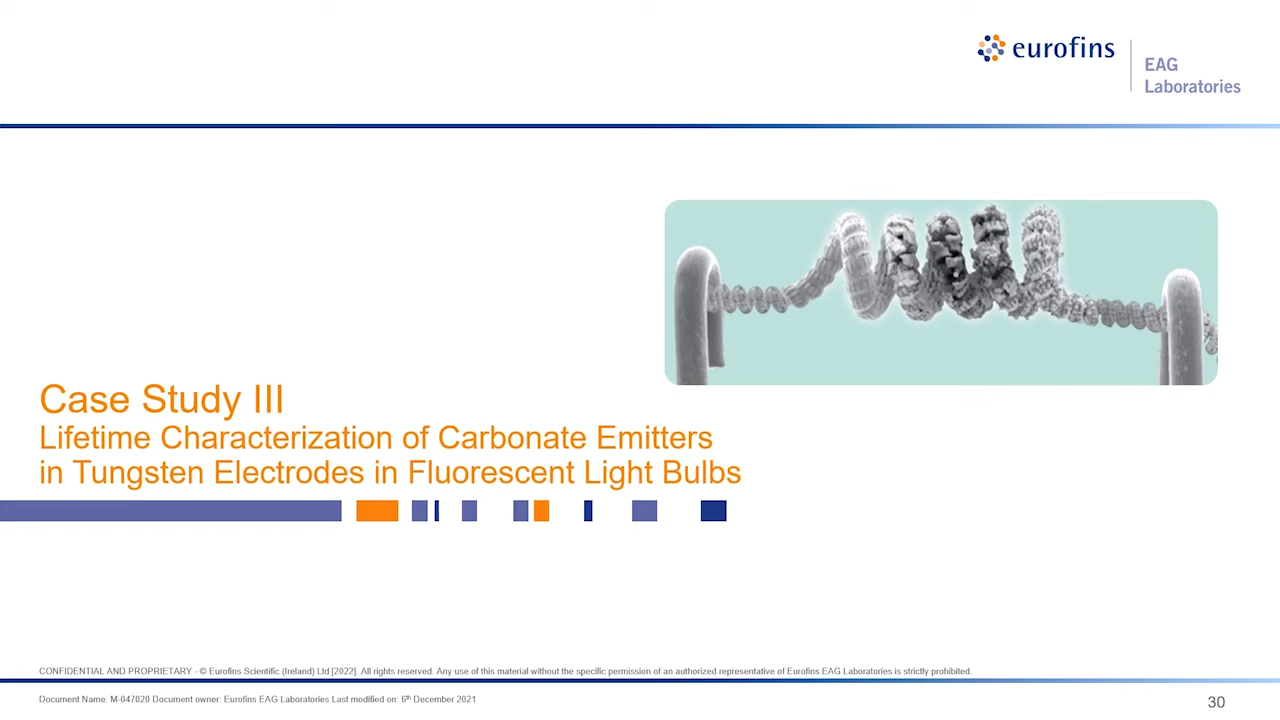 eurofins
EAG
Laboratories
Case Study III
Lifetime Characterization of Carbonate Emitters
in Tungsten Electrodes in Fluorescent Light Bulbs
CONFIDENTIAL AND PROPRIETARY - © Eurofins Scientific (Ireland) Ltd [2022]. All rights reserved. Any use of this material without the specific permission of an authorized representative of Eurofins EAG Laboratories is strictly prohibited.
Document Name: M-047020 Document owner: Eurofins EAG Laboratories Last modified on: 6th December 2021
30